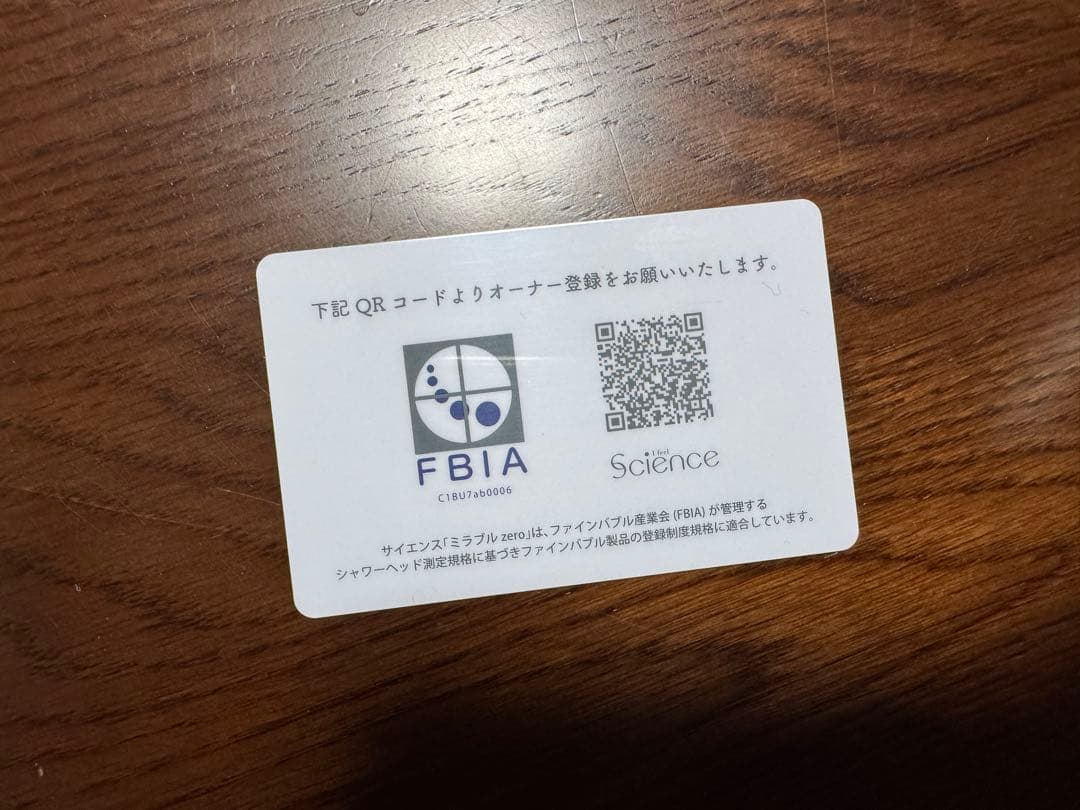 下記 QR コードよりオーナー登録をお願いいたします。
FBIA
C1BU7ab0006
I feel
Science
サイエンス「ミラブル zero」は、ファインバブル産業会 (FBIA) が管理する
シャワーヘッド測定規格に基づきファインバブル製品の登録制度規格に適合しています。